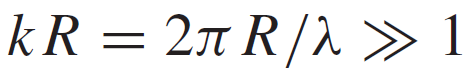 kR = 2πR/λ ≫ 1